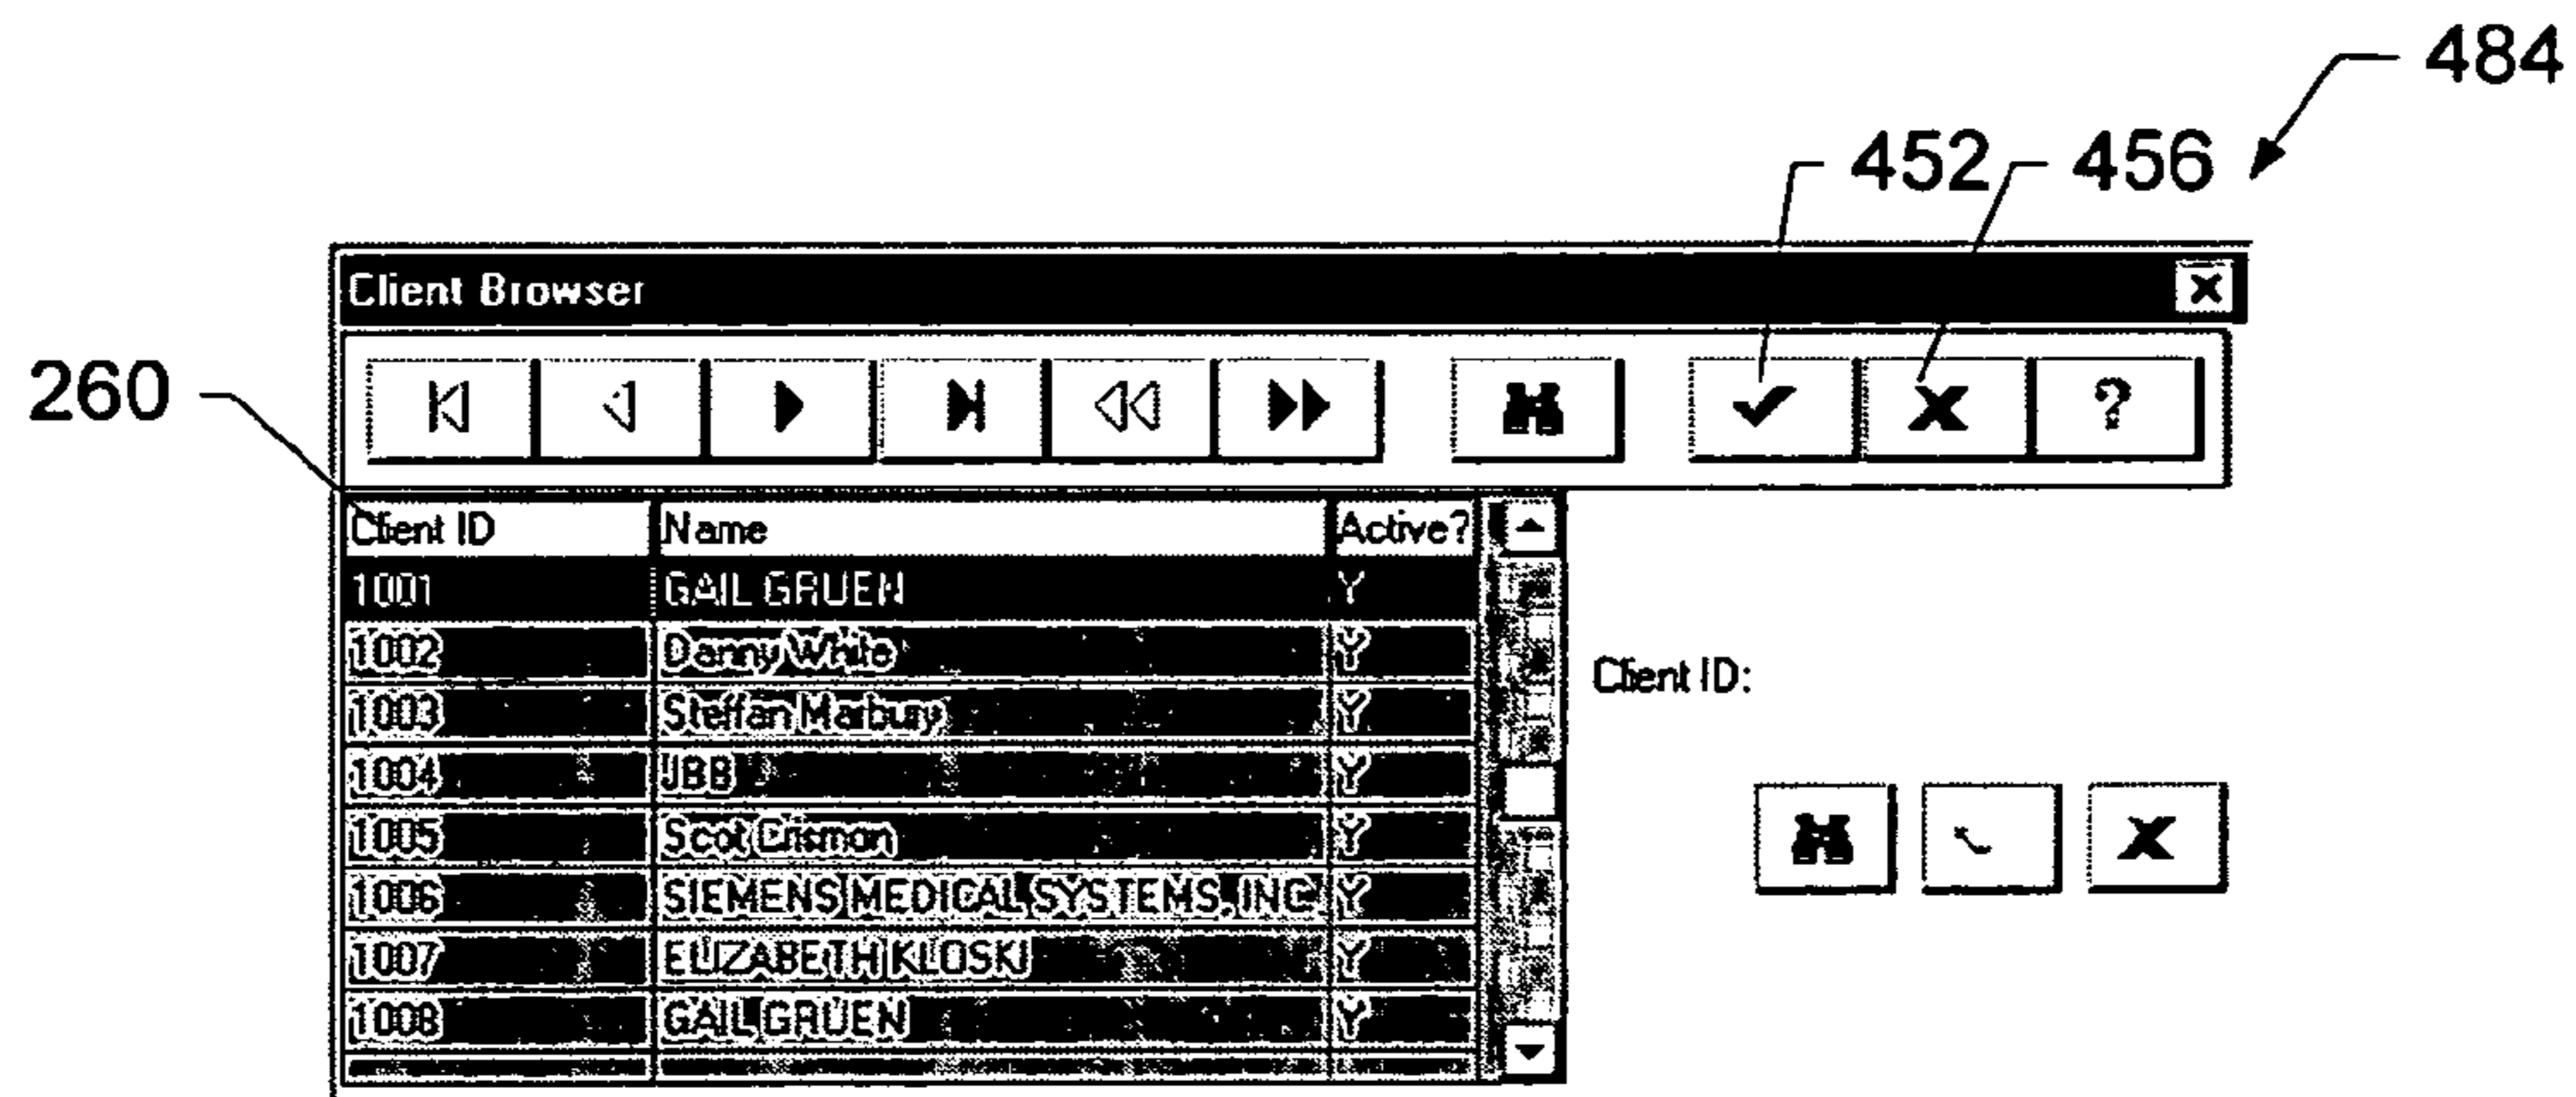 484
452 456
Client Browser
260
?
Client ID Name Active?
1001 GAIL GRUEN Y
1002 Danny White Y
1003 Steffan Marbury Y
Client ID:
1004 JBB Y
1005 Scot Crismon Y
1006 SIEMENS MEDICAL SYSTEMS, INC Y
1007 ELIZABETH KLOSKI Y
1008 GAIL GRUEN Y